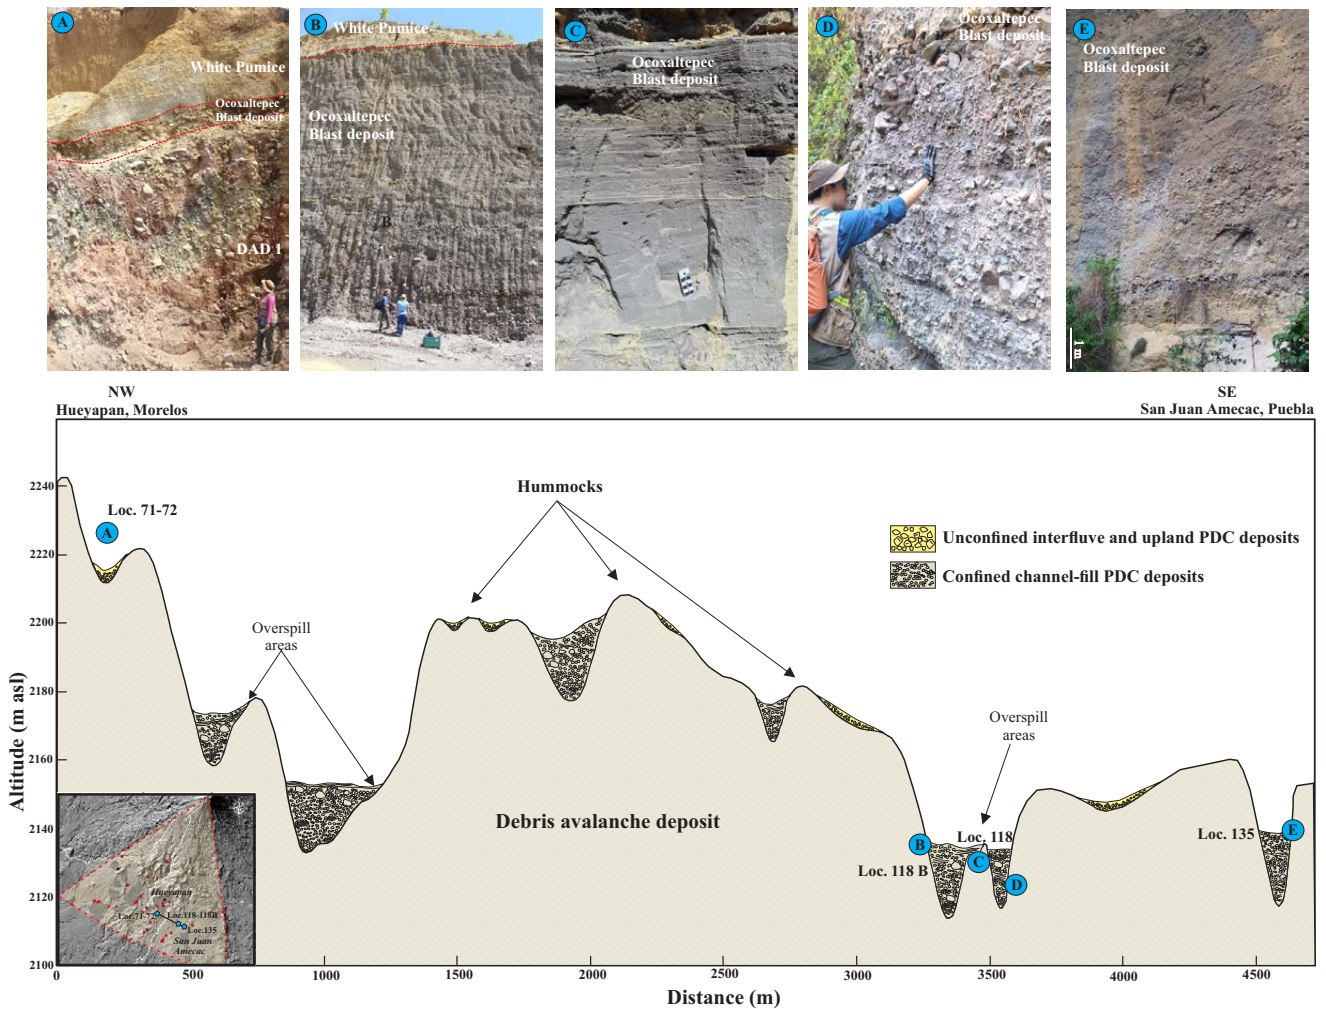 A
White Pumice
Ocoxaltepec
Blast deposit
DAD 1
B
White Pumice
Ocoxaltepec
Blast deposit
B
C
Ocoxaltepec
Blast deposit
D
Ocoxaltepec
Blast deposit
E
Ocoxaltepec
Blast deposit
1 m
NW
Hueyapan, Morelos
SE
San Juan Amecac, Puebla
Altitude (m asl)
2240
2220
2200
2180
2160
2140
2120
2100
Loc. 71-72
A
Hummocks
Unconfined interfluve and upland PDC deposits
Confined channel-fill PDC deposits
Overspill
areas
Debris avalanche deposit
Overspill
areas
B
Loc. 118 B
Loc. 118
C
D
Loc. 135
E
Hueyapan
Loc.71-72
Loc.118-118B
Loc.135
San Juan
Amecac
0
500
1000
1500
2000
2500
3000
3500
4000
4500
Distance (m)